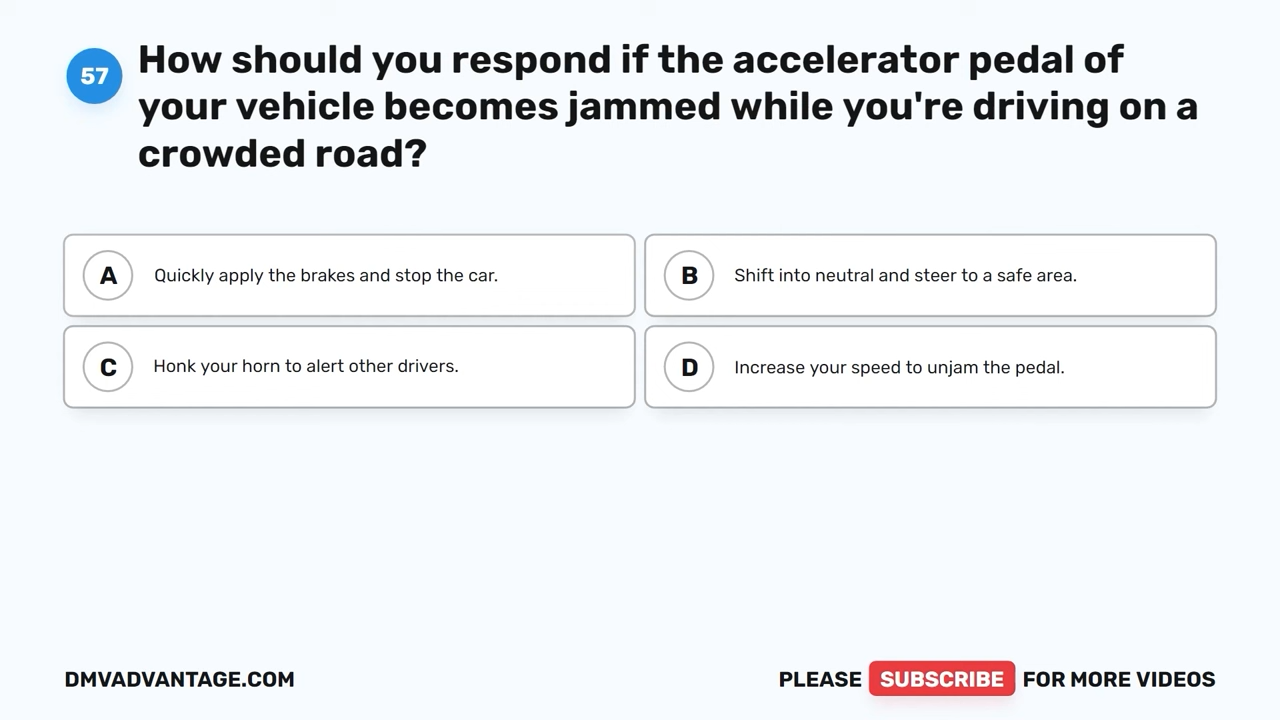 57
How should you respond if the accelerator pedal of
your vehicle becomes jammed while you're driving on a
crowded road?
A Quickly apply the brakes and stop the car.
B Shift into neutral and steer to a safe area.
C Honk your horn to alert other drivers.
D Increase your speed to unjam the pedal.
DMVADVANTAGE.COM
PLEASE SUBSCRIBE FOR MORE VIDEOS